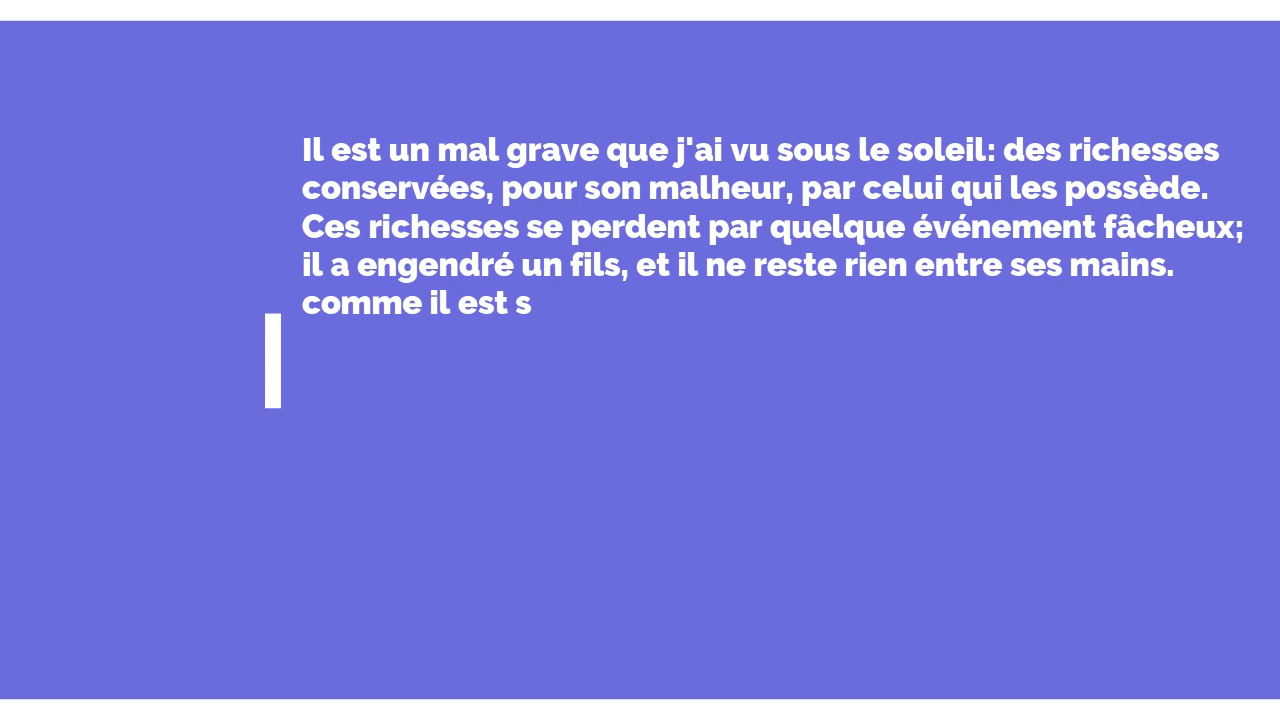 Il est un mal grave que j'ai vu sous le soleil: des richesses
conservées, pour son malheur, par celui qui les possède.
Ces richesses se perdent par quelque événement fâcheux;
il a engendré un fils, et il ne reste rien entre ses mains.
comme il est s